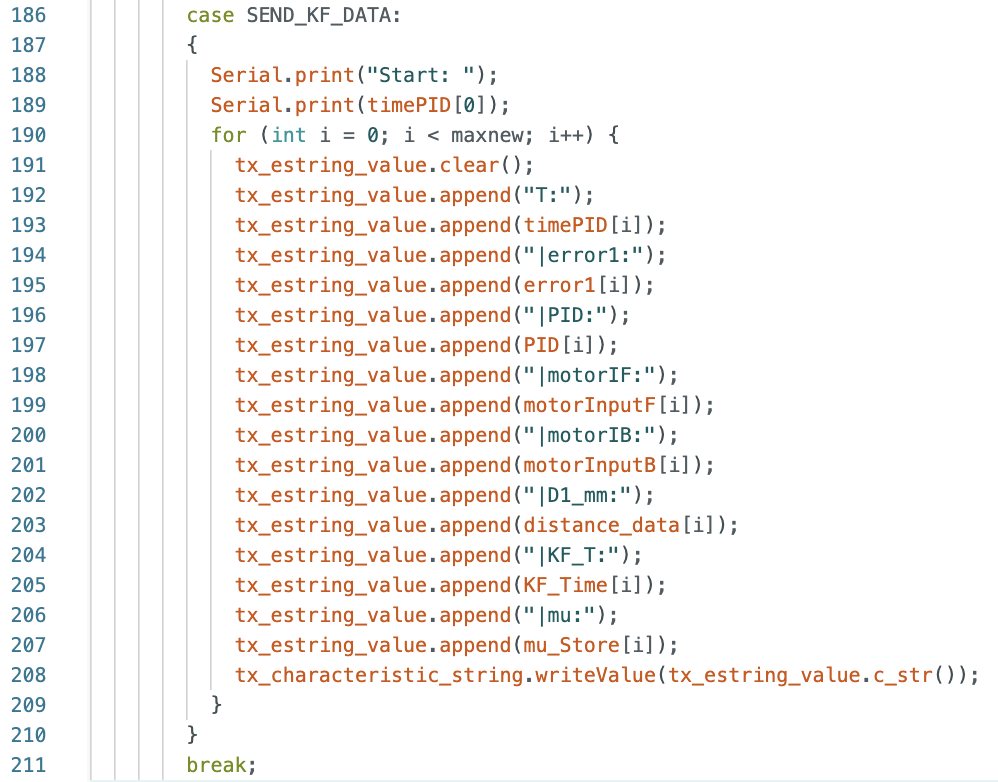 186 case SEND_KF_DATA:
187 {
188 Serial.print("Start: ");
189 Serial.print(timePID[0]);
190 for (int i = 0; i < maxnew; i++) {
191 tx_estring_value.clear();
192 tx_estring_value.append("T:");
193 tx_estring_value.append(timePID[i]);
194 tx_estring_value.append("|error1:");
195 tx_estring_value.append(error1[i]);
196 tx_estring_value.append("|PID:");
197 tx_estring_value.append(PID[i]);
198 tx_estring_value.append("|motorIF:");
199 tx_estring_value.append(motorInputF[i]);
200 tx_estring_value.append("|motorIB:");
201 tx_estring_value.append(motorInputB[i]);
202 tx_estring_value.append("|D1_mm:");
203 tx_estring_value.append(distance_data[i]);
204 tx_estring_value.append("|KF_T:");
205 tx_estring_value.append(KF_Time[i]);
206 tx_estring_value.append("|mu:");
207 tx_estring_value.append(mu_Store[i]);
208 tx_characteristic_string.writeValue(tx_estring_value.c_str());
209 }
210 }
211 break;